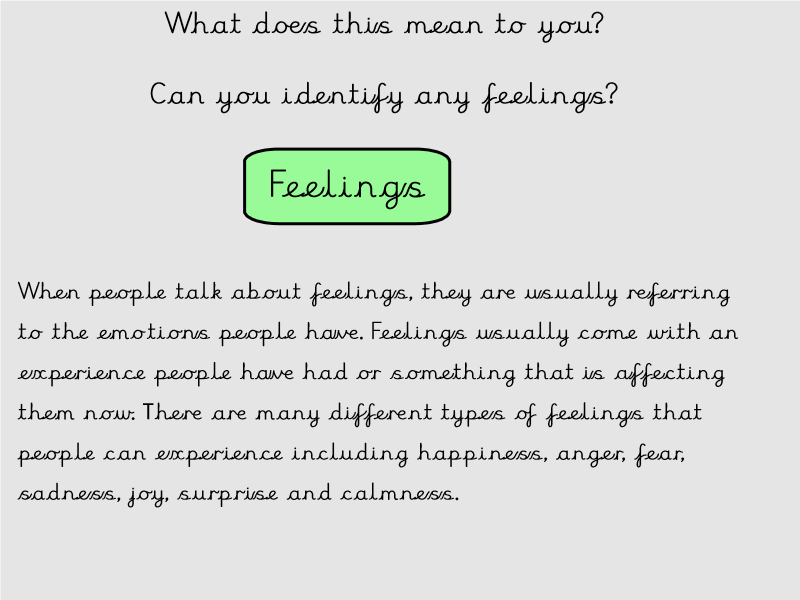 What does this mean to you?
Can you identify any feelings?
Feelings
When people talk about feelings, they are usually referring
to the emotions people have. Feelings usually come with an
experience people have had or something that is affecting
them now. There are many different types of feelings that
people can experience including happiness, anger, fear,
sadness, joy, surprise and calmness.